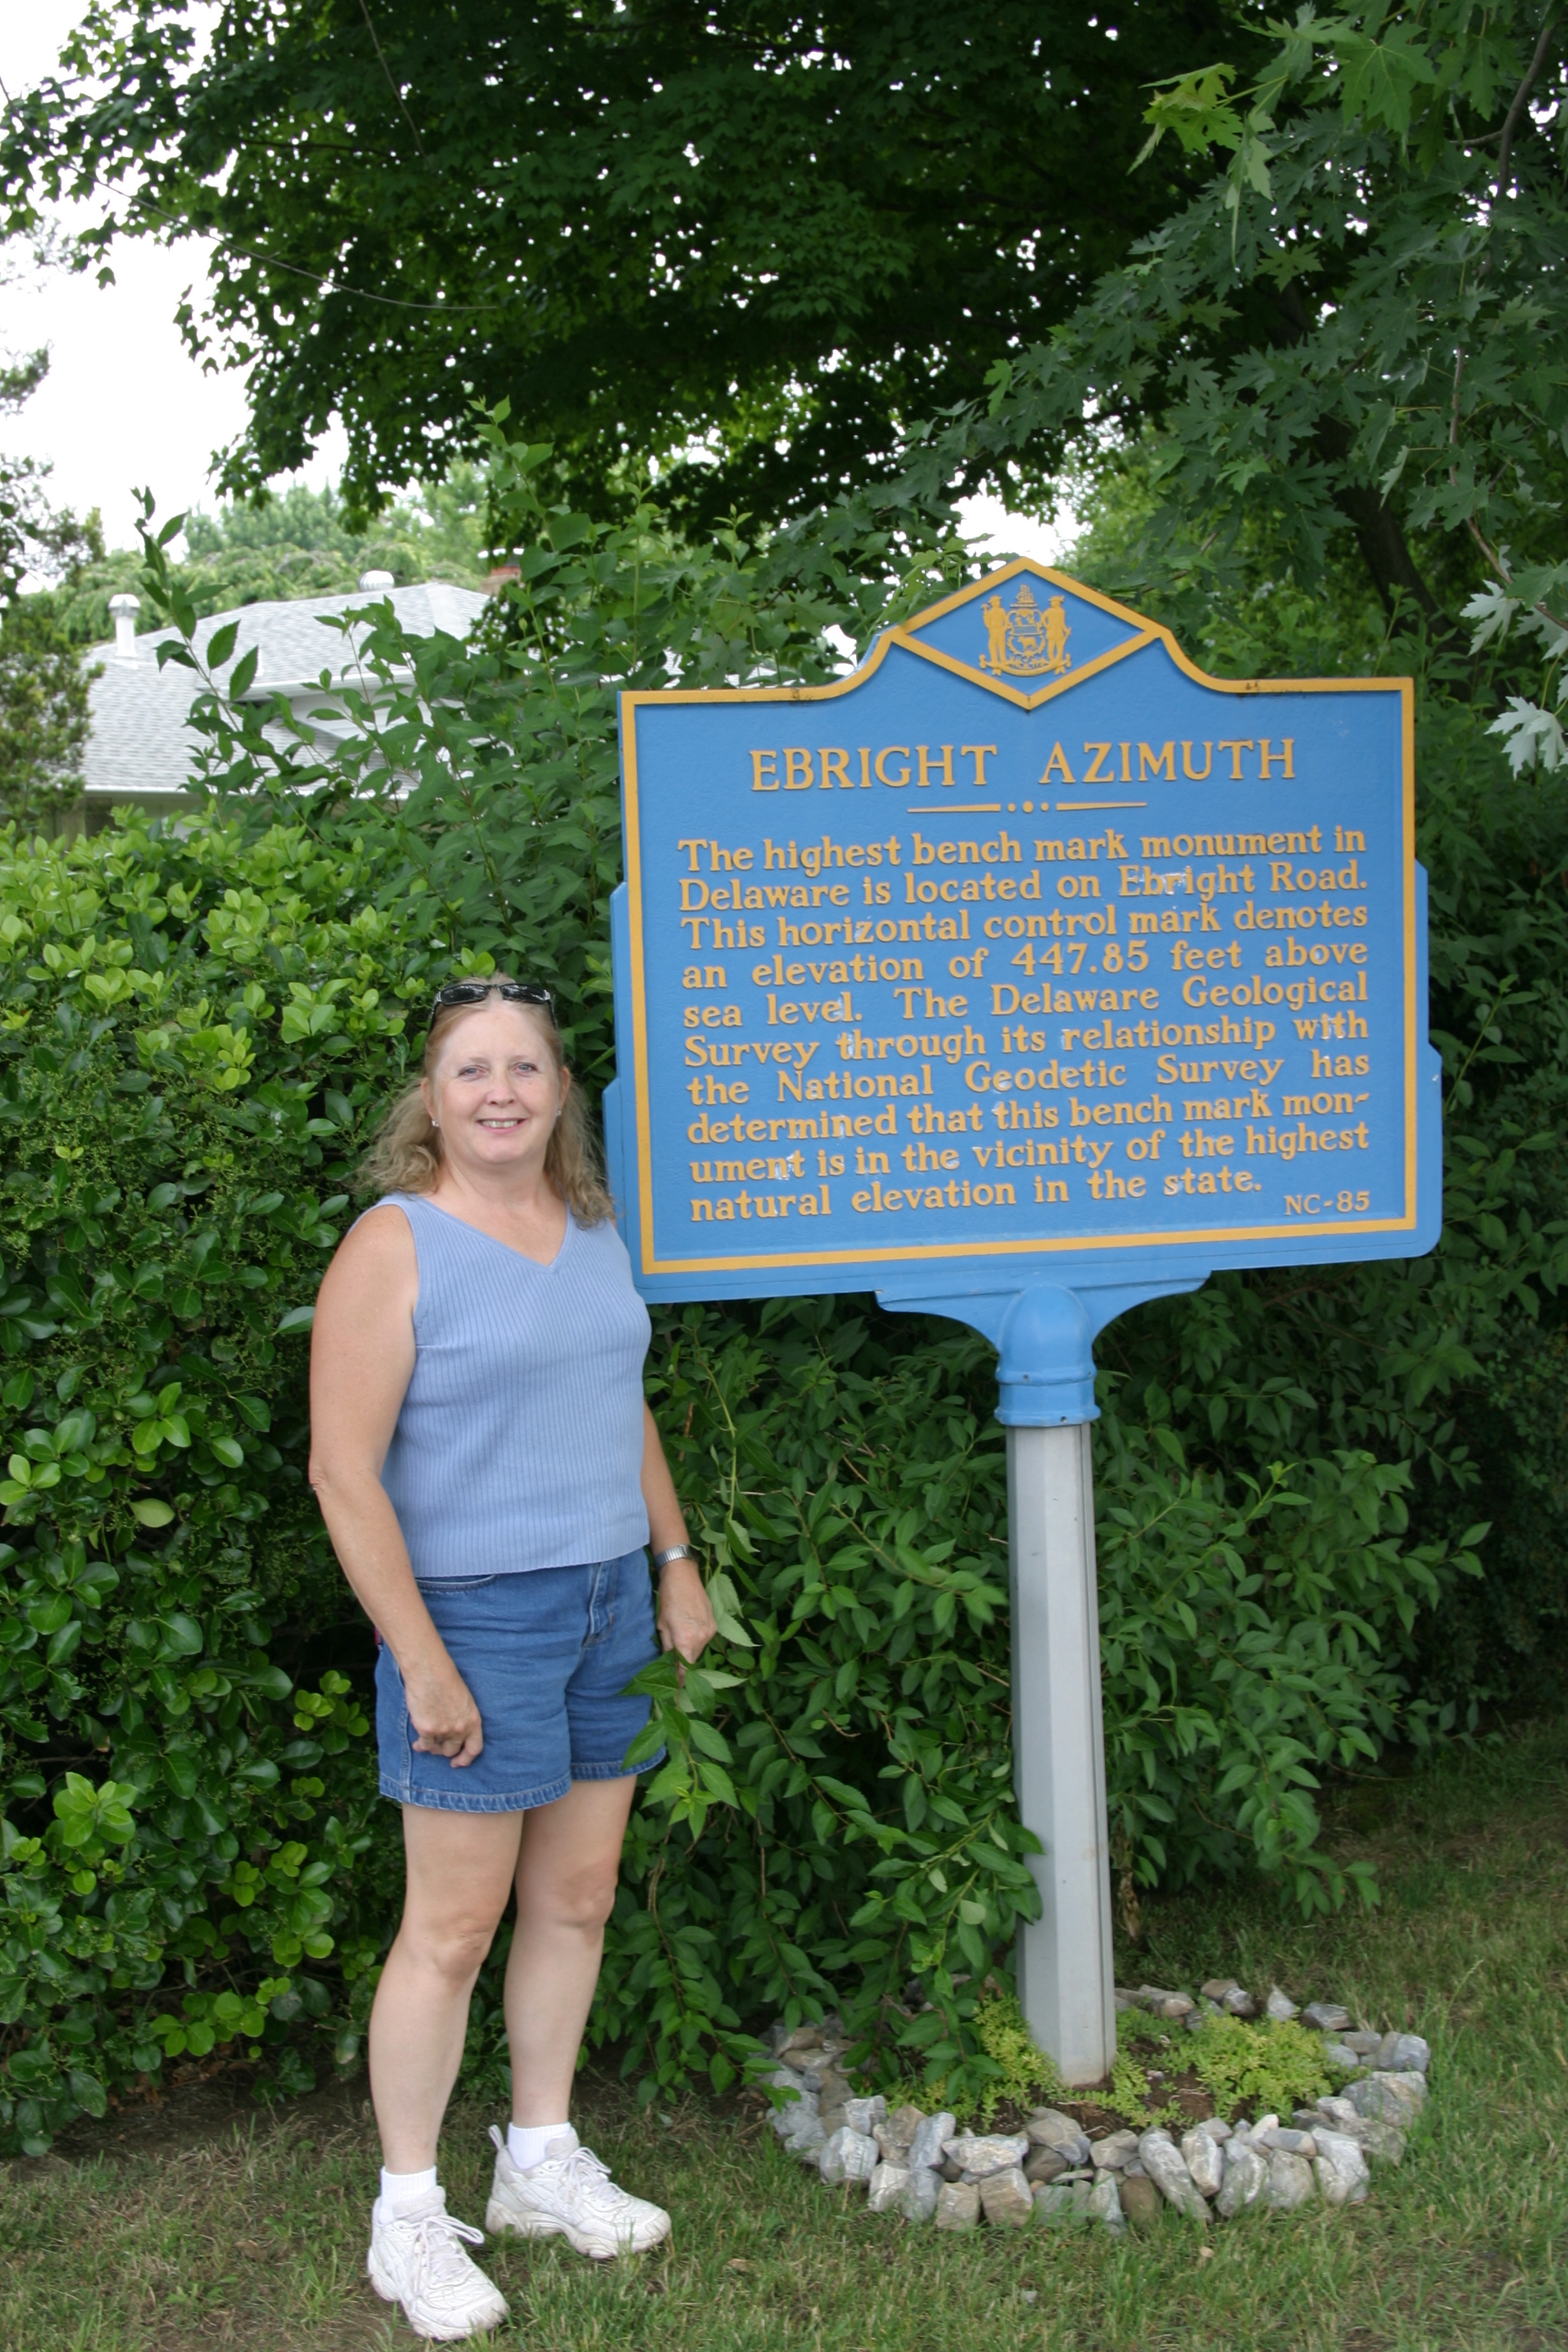 EBRIGHT AZIMUTH
The highest bench mark monument in
Delaware is located on Ebright Road.
This horizontal control mark denotes
an elevation of 447.85 feet above
sea level. The Delaware Geological
Survey through its relationship with
the National Geodetic Survey has
determined that this bench mark mon-
ument is in the vicinity of the highest
natural elevation in the state.
NC-85